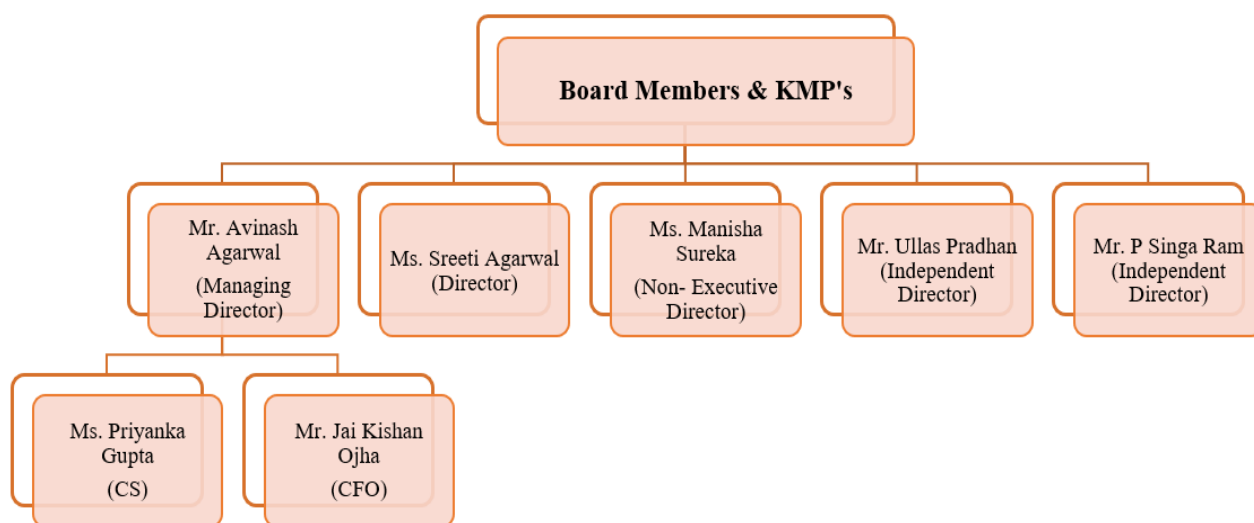 Board Members & KMP's
Mr. Avinash
Agarwal
(Managing
Director)
Ms. Sreeti Agarwal
(Director)
Ms. Manisha
Sureka
(Non- Executive
Director)
Mr. Ullas Pradhan
(Independent
Director)
Mr. P Singa Ram
(Independent
Director)
Ms. Priyanka
Gupta
(CS)
Mr. Jai Kishan
Ojha
(CFO)